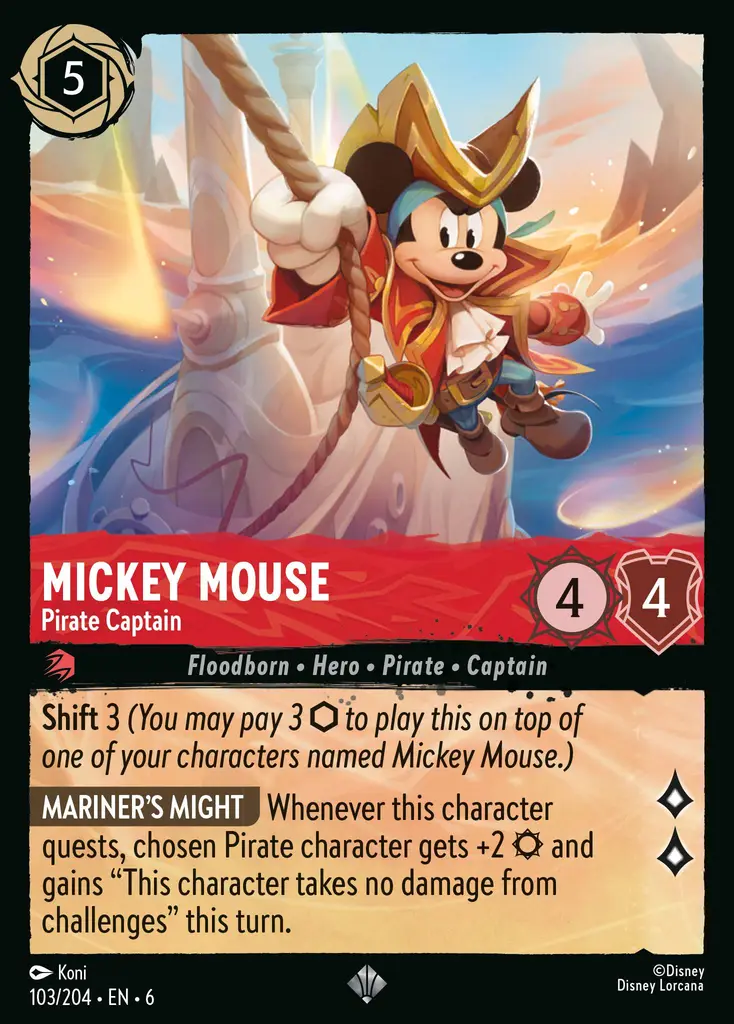 5
MICKEY MOUSE
Pirate Captain
4
4
Floodborn • Hero • Pirate • Captain
Shift 3 (You may pay 3 ⬡ to play this on top of
one of your characters named Mickey Mouse.)
MARINER'S MIGHT Whenever this character
quests, chosen Pirate character gets +2 ¤ and
gains “This character takes no damage from
challenges” this turn.
Koni
103/204 • EN • 6
©Disney
Disney Lorcana